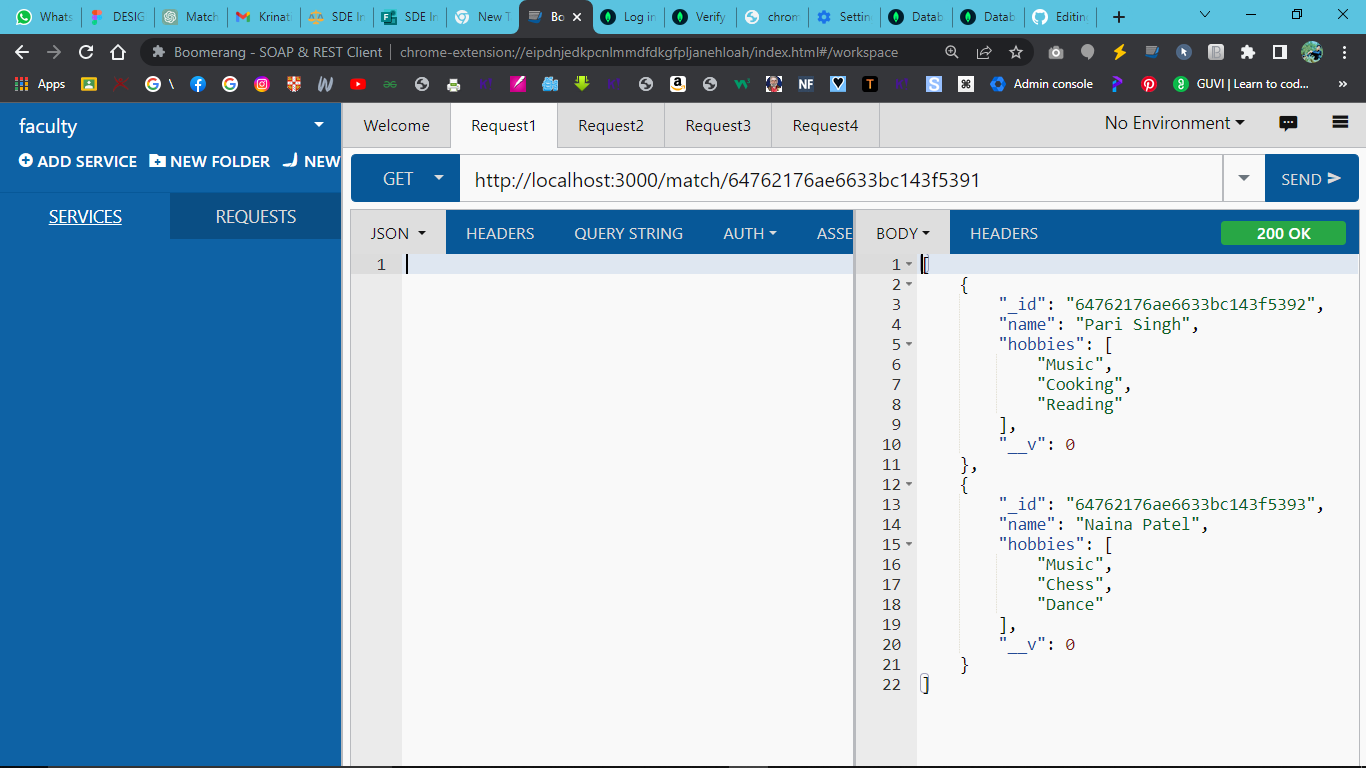 Whats
DESIG
Match
Krinat
SDE In
SDE In
New T
Bo
Log in
Verify
chrom
Settin
Datab
Datab
Editin
Boomerang - SOAP & REST Client | chrome-extension://eipdnjedkpcnlmmdfdkgfpljanehloah/index.html#/workspace
Apps
\
NF
T
Admin console
GUVI | Learn to cod...
»
faculty
ADD SERVICE NEW FOLDER NEW
SERVICES REQUESTS
Welcome Request1 Request2 Request3 Request4 No Environment
GET http://localhost:3000/match/64762176ae6633bc143f5391 SEND
JSON HEADERS QUERY STRING AUTH ASSE
1
BODY HEADERS 200 OK
1 [
2 {
3 "_id": "64762176ae6633bc143f5392",
4 "name": "Pari Singh",
5 "hobbies": [
6 "Music",
7 "Cooking",
8 "Reading"
9 ],
10 "__v": 0
11 },
12 {
13 "_id": "64762176ae6633bc143f5393",
14 "name": "Naina Patel",
15 "hobbies": [
16 "Music",
17 "Chess",
18 "Dance"
19 ],
20 "__v": 0
21 }
22 ]